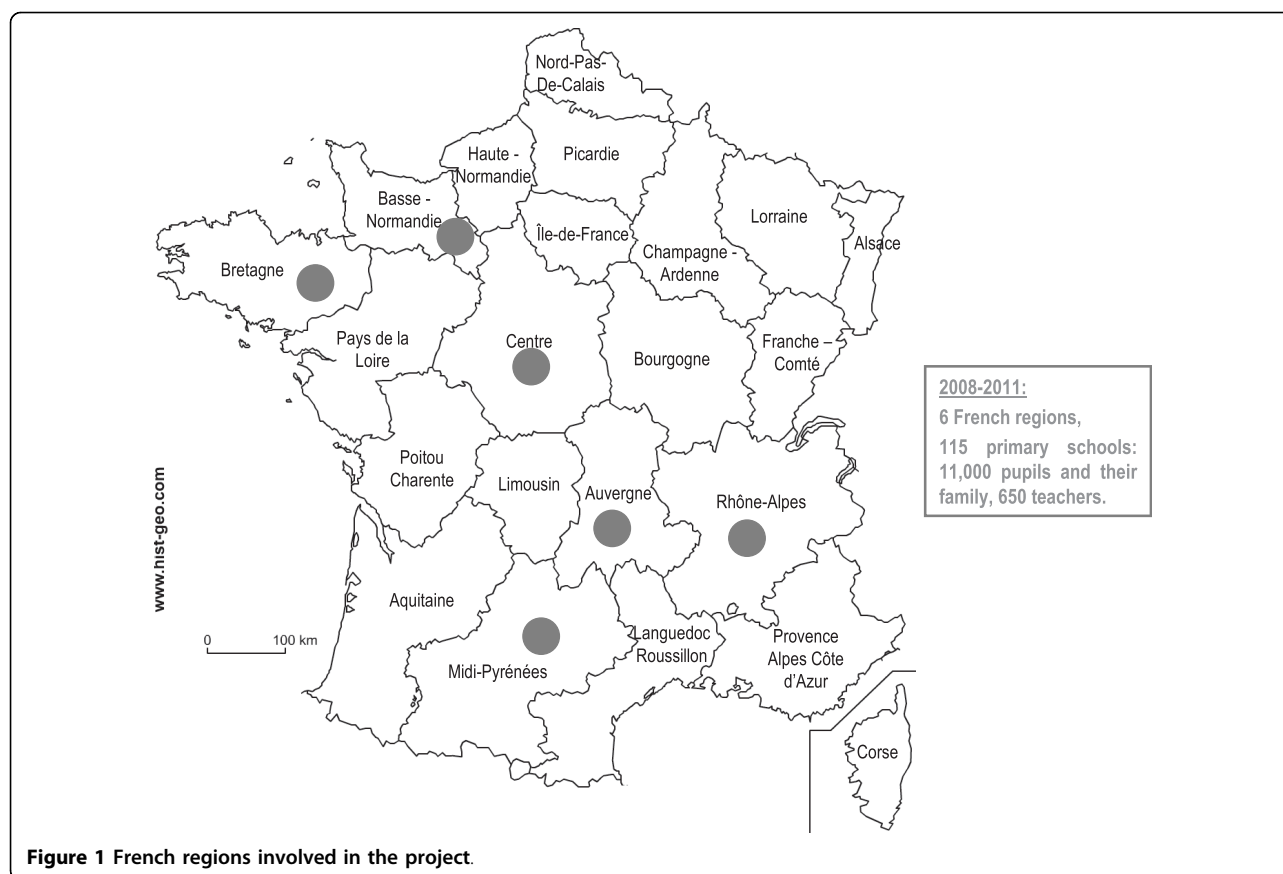 Nord-Pas-
De-Calais
Haute -
Normandie
Picardie
Basse -
Normandie
Lorraine
Île-de-France
Alsace
Champagne -
Ardenne
Bretagne
Pays de la
Loire
Centre
Bourgogne
Franche –
Comté
2008-2011:
6 French regions,
115 primary schools:
11,000 pupils and their
family, 650 teachers.
Poitou
Charente
Limousin
Auvergne
Rhône-Alpes
www.hist-geo.com
Aquitaine
0 100 km
Midi-Pyrénées
Languedoc
Roussillon
Provence
Alpes Côte
d'Azur
Corse
Figure 1 French regions involved in the project.